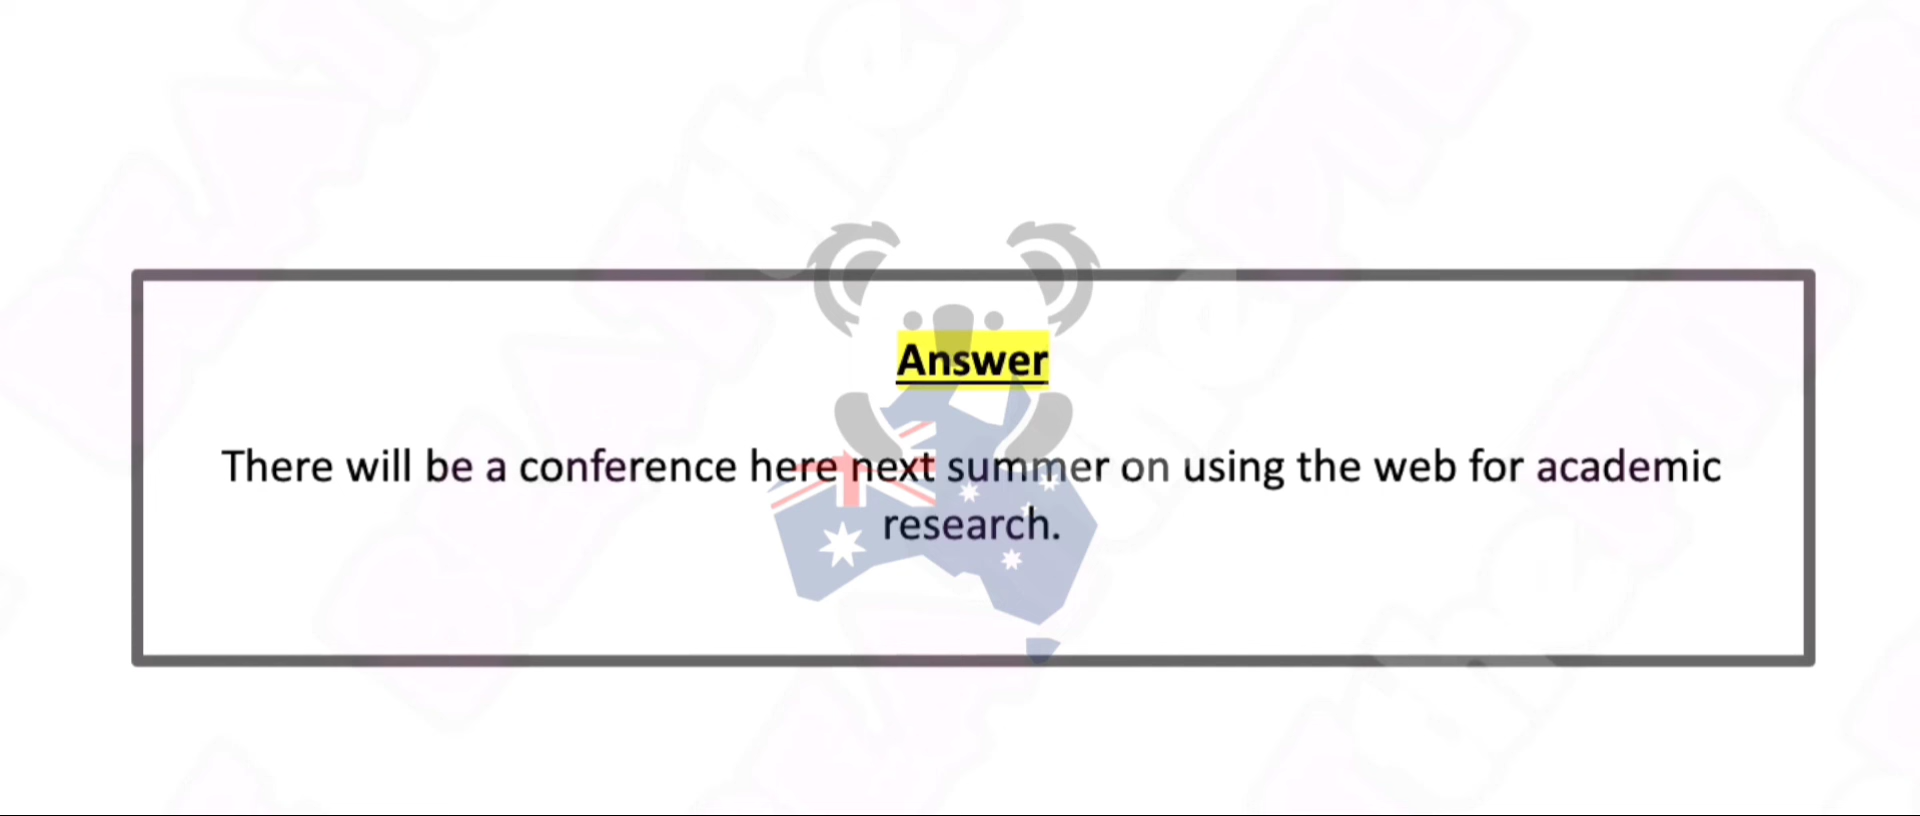 Answer
There will be a conference here next summer on using the web for academic
research.